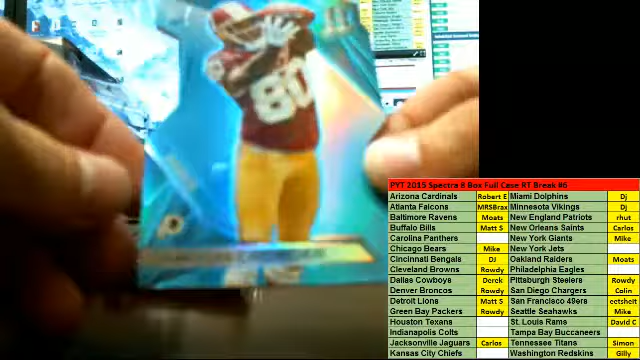 80
PYT 2015 Spectra 8 Box Full Case RT Break #6
Arizona Cardinals Robert E Miami Dolphins Dj
Atlanta Falcons MRSBrax Minnesota Vikings Dj
Baltimore Ravens Moats New England Patriots rhut
Buffalo Bills Matt S New Orleans Saints Carlos
Carolina Panthers New York Giants Mike
Chicago Bears Mike New York Jets
Cincinnati Bengals DJ Oakland Raiders Moats
Cleveland Browns Rowdy Philadelphia Eagles
Dallas Cowboys Derek Pittsburgh Steelers Rowdy
Denver Broncos Rowdy San Diego Chargers Colin
Detroit Lions Matt S San Francisco 49ers eetsheit
Green Bay Packers Rowdy Seattle Seahawks Mike
Houston Texans St. Louis Rams David C
Indianapolis Colts Tampa Bay Buccaneers
Jacksonville Jaguars Carlos Tennessee Titans Simon
Kansas City Chiefs Washington Redskins Gilly